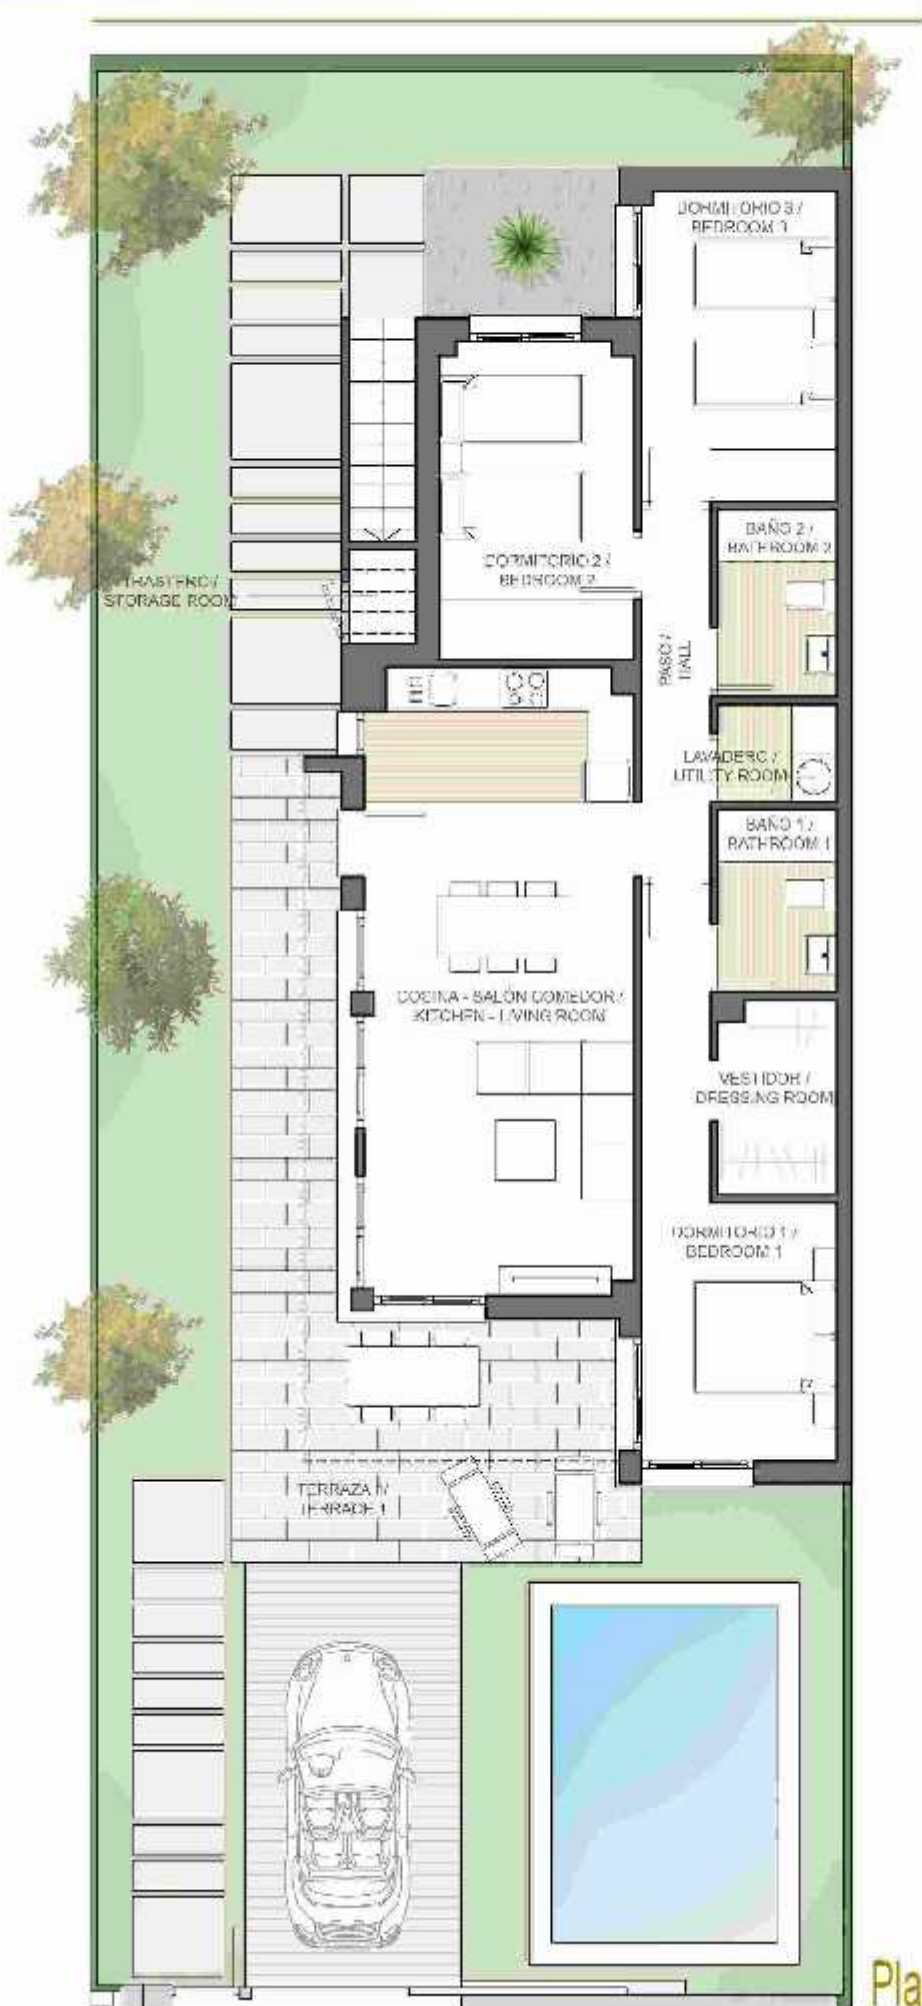 DORMITORIO 3 /
BEDROOM 3
BAÑO 2 /
BATHROOM 2
DORMITORIO 2 /
BEDROOM 2
TRASTERO /
STORAGE ROOM
PASO /
HALL
LAVADERO /
UTILITY ROOM
BAÑO 1 /
BATHROOM 1
COCINA - SALÓN COMEDOR /
KITCHEN - LIVING ROOM
VESTIDOR /
DRESSING ROOM
DORMITORIO 1 /
BEDROOM 1
TERRAZA 1 /
TERRACE 1
Pla